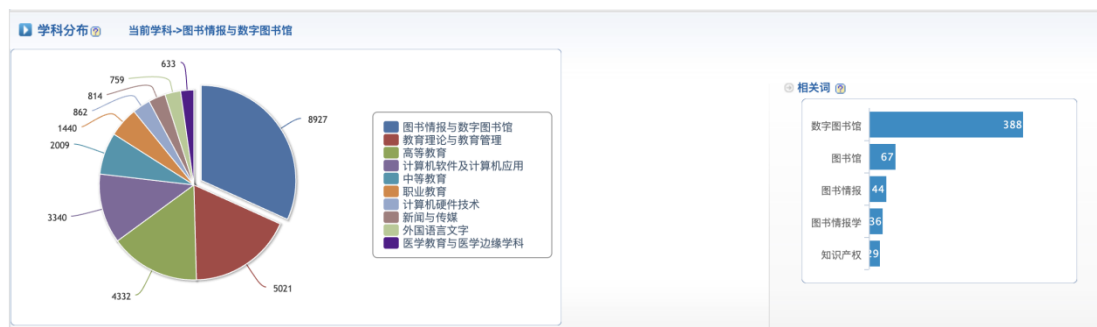 学科分布
当前学科->图书情报与数字图书馆
633
759
814
862
1440
2009
3340
4332
5021
8927
图书情报与数字图书馆
教育理论与教育管理
高等教育
计算机软件及计算机应用
中等教育
职业教育
计算机硬件技术
新闻与传媒
外国语言文字
医学教育与医学边缘学科
相关词
数字图书馆 388
图书馆 67
图书情报 44
图书情报学 36
知识产权 29